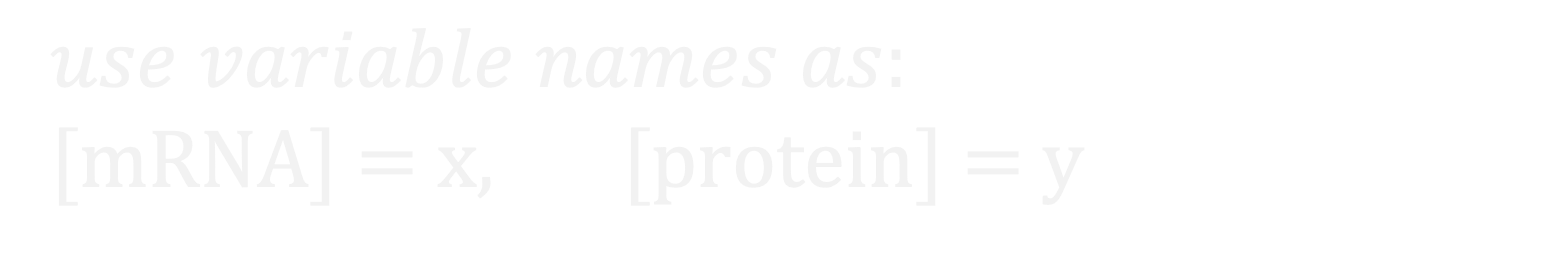 use variable names as:
[mRNA] = x, [protein] = y